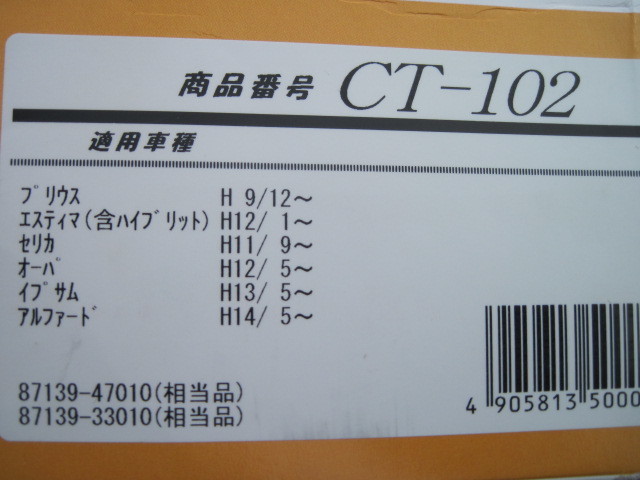 商品番号 CT-102
適用車種
プリウス H 9/12～
エスティマ(含ハイブリット) H12/ 1～
セリカ H11/ 9～
オーパ H12/ 5～
イプサム H13/ 5～
アルファード H14/ 5～
87139-47010(相当品)
87139-33010(相当品)
4 905813 5000